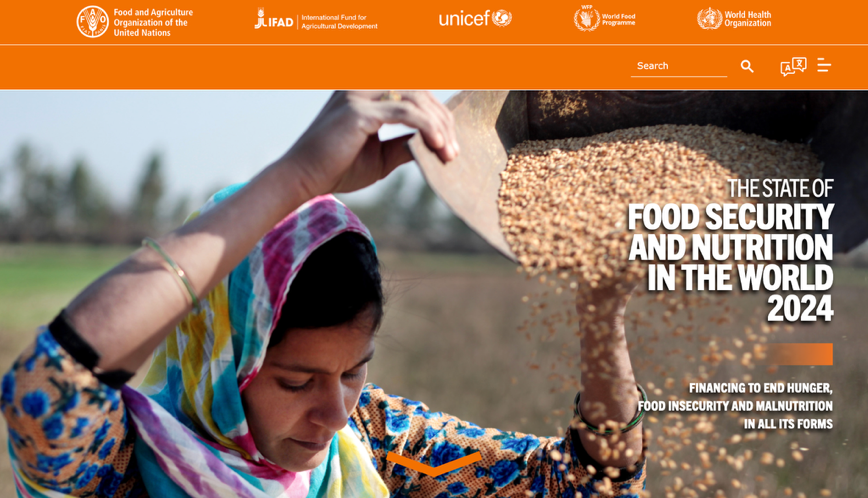 Food and Agriculture
Organization of the
United Nations
JLIFAD
International Fund for
Agricultural Development
unicef
WFP
World Food
Programme
World Health
Organization
Search
A
THE STATE OF
FOOD SECURITY
AND NUTRITION
IN THE WORLD
2024
FINANCING TO END HUNGER,
FOOD INSECURITY AND MALNUTRITION
IN ALL ITS FORMS